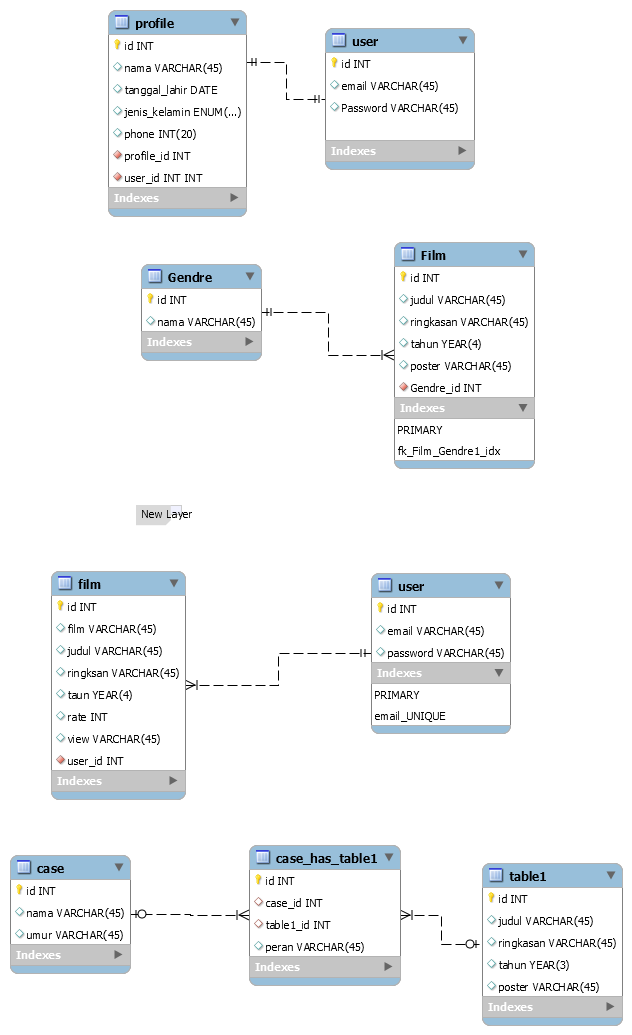 profile
id INT
nama VARCHAR(45)
tanggal_lahir DATE
jenis_kelamin ENUM(...)
phone INT(20)
profile_id INT
user_id INT INT
Indexes
user
id INT
email VARCHAR(45)
Password VARCHAR(45)
Indexes
Gendre
id INT
nama VARCHAR(45)
Indexes
Film
id INT
judul VARCHAR(45)
ringkasan VARCHAR(45)
tahun YEAR(4)
poster VARCHAR(45)
Gendre_id INT
Indexes
PRIMARY
fk_Film_Gendre1_idx
New Layer
film
id INT
film VARCHAR(45)
judul VARCHAR(45)
ringksan VARCHAR(45)
taun YEAR(4)
rate INT
view VARCHAR(45)
user_id INT
Indexes
user
id INT
email VARCHAR(45)
password VARCHAR(45)
Indexes
PRIMARY
email_UNIQUE
case
id INT
nama VARCHAR(45)
umur VARCHAR(45)
Indexes
case_has_table1
id INT
case_id INT
table1_id INT
peran VARCHAR(45)
Indexes
table1
id INT
judul VARCHAR(45)
ringkasan VARCHAR(45)
tahun YEAR(3)
poster VARCHAR(45)
Indexes